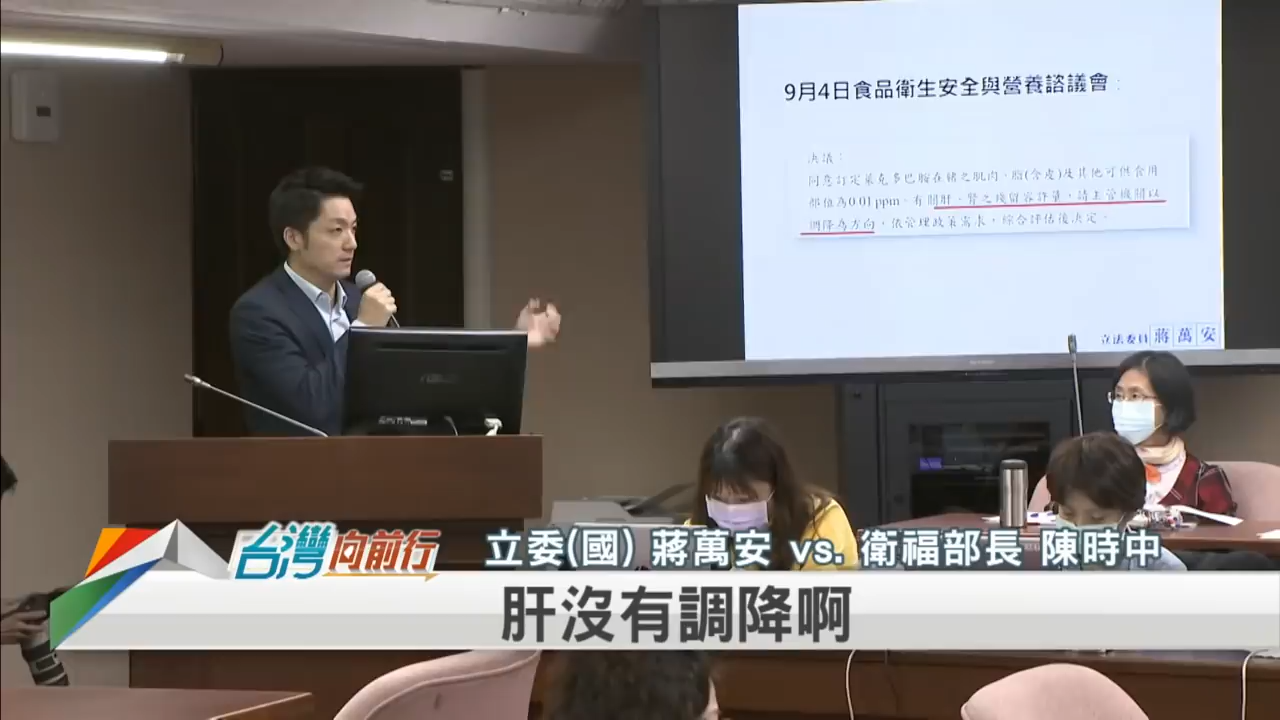 9月4日食品衛生安全與營養諮議會：
決議：
同意訂定萊克多巴胺在豬之肌肉、脂(含皮)及其他可供食用
部位為0.01 ppm。有關肝、腎之殘留容許量，請主管機關以
調降為方向，依管理政策需求，綜合評估後決定。
立法委員 蔣萬安
台灣向前行
立委(國) 蔣萬安 vs. 衛福部長 陳時中
肝沒有調降啊